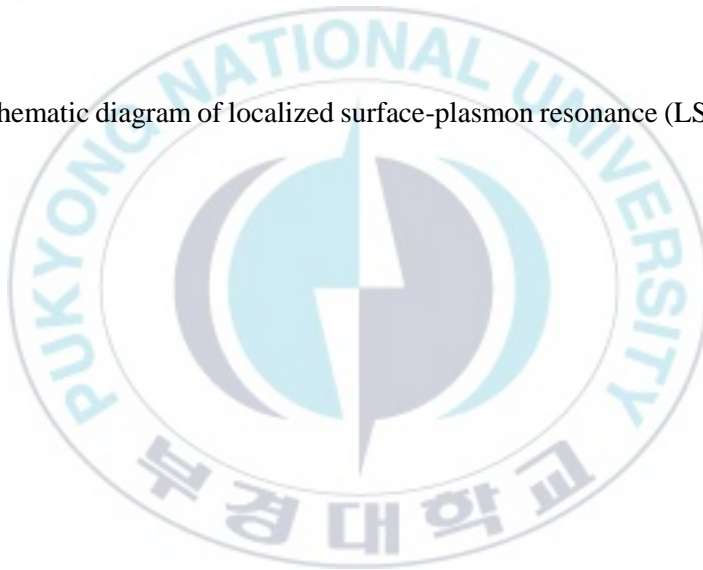 PUKYONG NATIONAL UNIVERSITY
hematic diagram of localized surface-plasmon resonance (LS
부경대학교